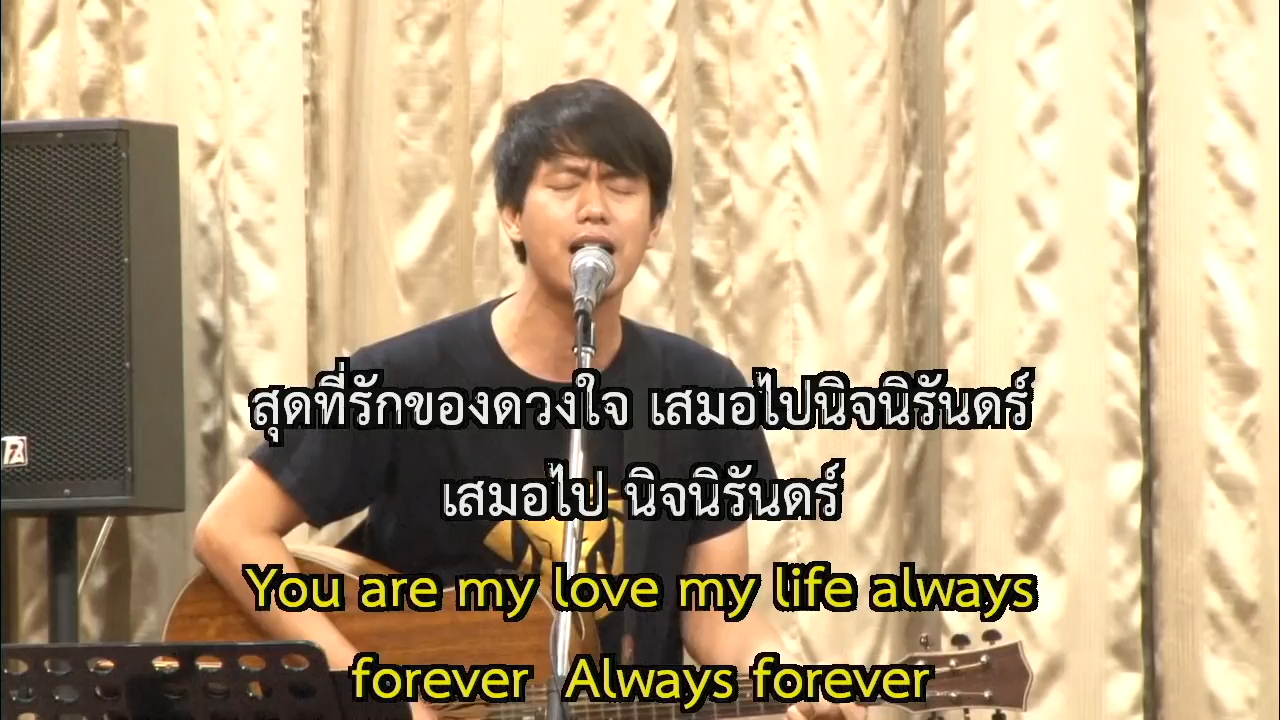 สุดที่รักของดวงใจ เสมอไปนิจนิรันดร์
เสมอไป นิจนิรันดร์
You are my love my life always
forever Always forever